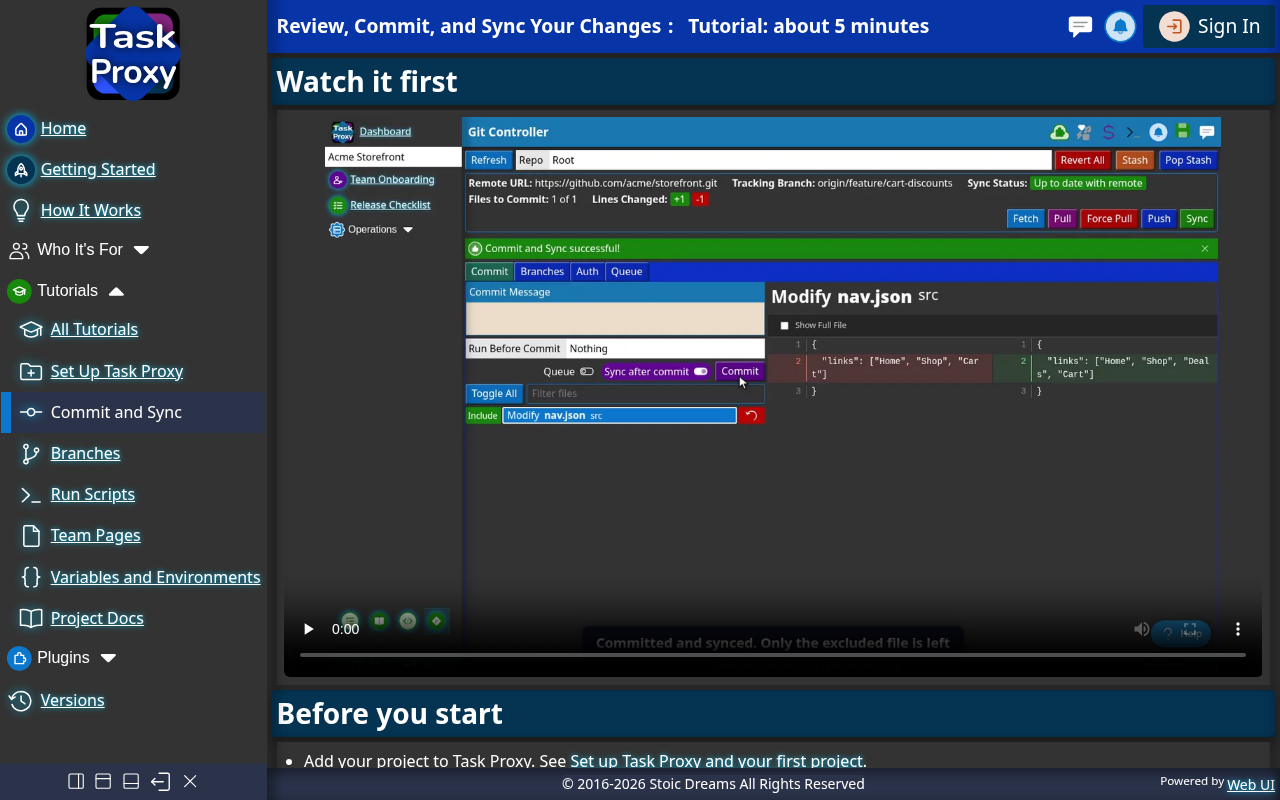 Task
Proxy
Home
Getting Started
How It Works
Who It's For
Tutorials
All Tutorials
Set Up Task Proxy
Commit and Sync
Branches
Run Scripts
Team Pages
Variables and Environments
Project Docs
Plugins
Versions
Review, Commit, and Sync Your Changes : Tutorial: about 5 minutes
Sign In
Watch it first
Task
Proxy
Dashboard
Acme Storefront
Team Onboarding
Release Checklist
Operations
Git Controller
Refresh Repo Root Revert All Stash Pop Stash
Remote URL: https://github.com/acme/storefront.git Tracking Branch: origin/feature/cart-discounts Sync Status: Up to date with remote
Files to Commit: 1 of 1 Lines Changed: +1 -1
Fetch Pull Force Pull Push Sync
Commit and Sync successful!
Commit Branches Auth Queue
Commit Message
Run Before Commit Nothing
Queue Sync after commit Commit
Toggle All Filter files
Include Modify nav.json src
Modify nav.json src
Show Full File
1 { 1 {
2 "links": ["Home", "Shop", "Car 2 "links": ["Home", "Shop", "Deal
t"] s", "Cart"]
3 } 3 }
0:00
Committed and synced. Only the excluded file is left
? Help
Before you start
Add your project to Task Proxy. See Set up Task Proxy and your first project.
© 2016-2026 Stoic Dreams All Rights Reserved
Powered by Web UI